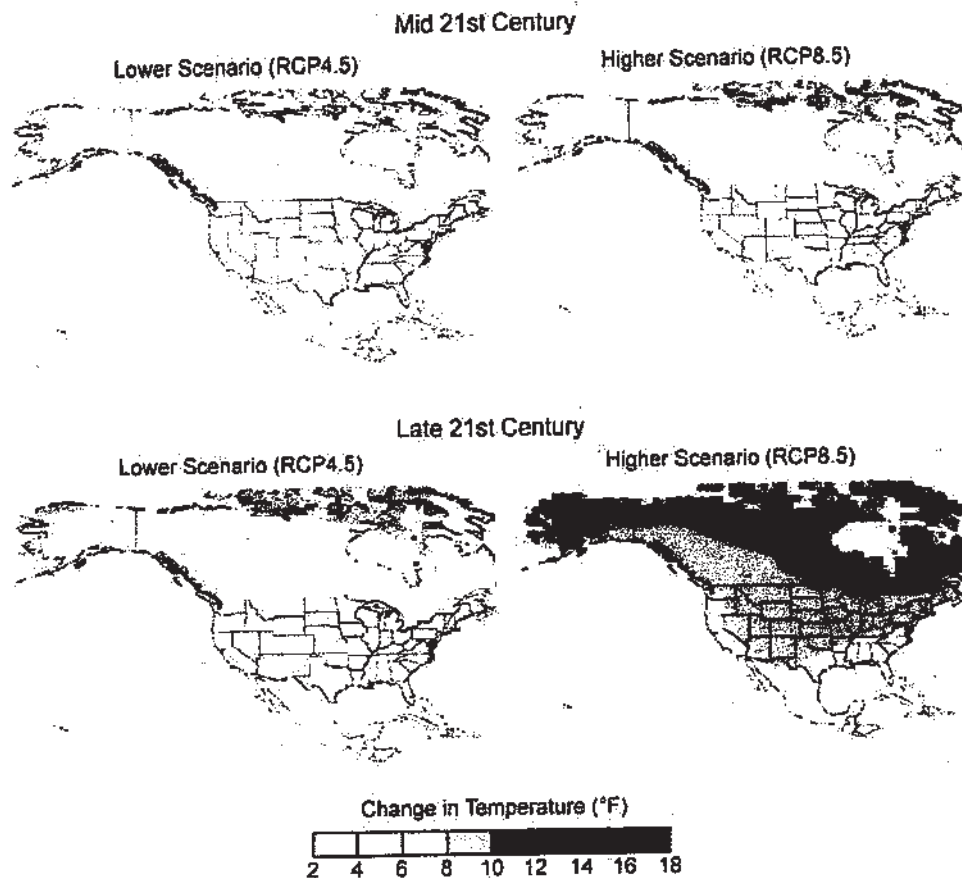 Mid 21st Century
Lower Scenario (RCP4.5)
Higher Scenario (RCP8.5)
Late 21st Century
Lower Scenario (RCP4.5)
Higher Scenario (RCP8.5)
Change in Temperature (°F)
2 4 6 8 10 12 14 16 18